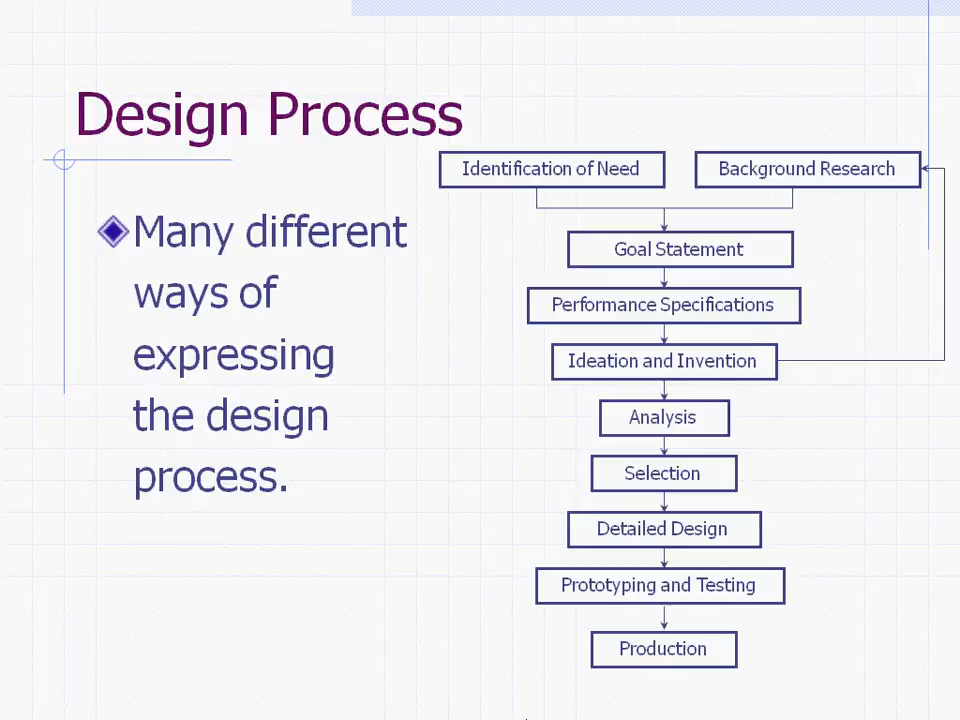 Design Process
Many different
ways of
expressing
the design
process.
Identification of Need
Background Research
Goal Statement
Performance Specifications
Ideation and Invention
Analysis
Selection
Detailed Design
Prototyping and Testing
Production